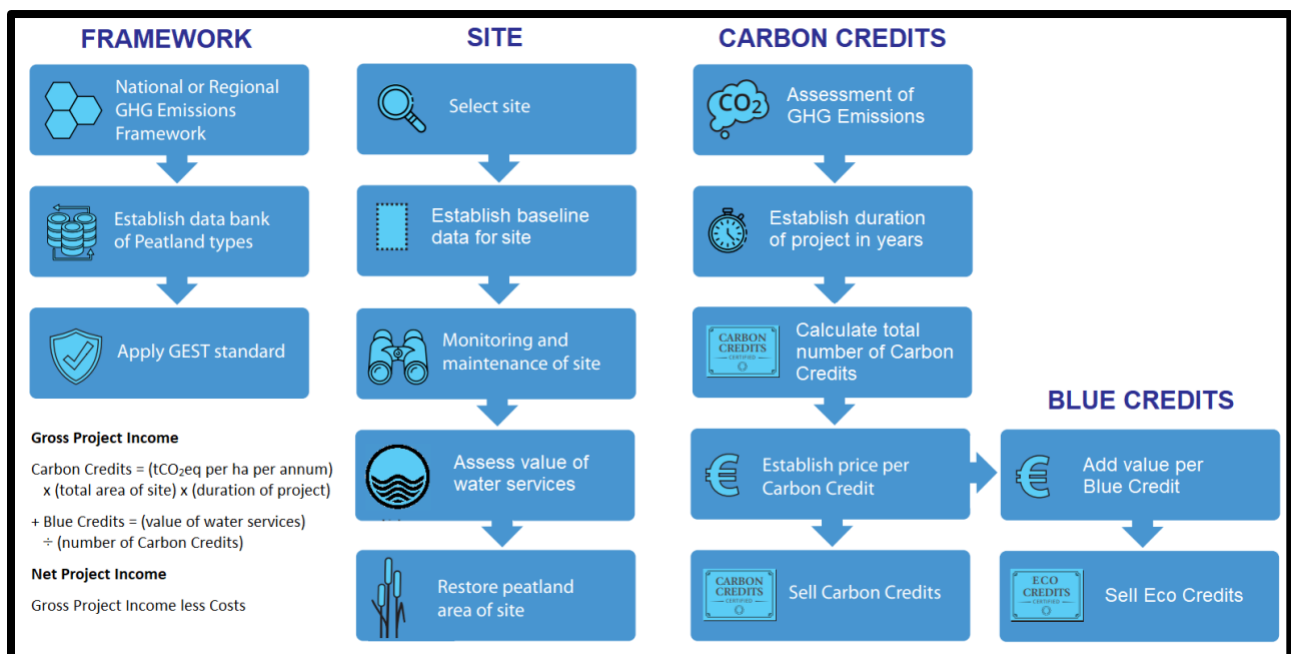 FRAMEWORK
National or Regional
GHG Emissions
Framework
Establish data bank
of Peatland types
Apply GEST standard
Gross Project Income
Carbon Credits = (tCO₂eq per ha per annum)
x (total area of site) x (duration of project)
+ Blue Credits = (value of water services)
÷ (number of Carbon Credits)
Net Project Income
Gross Project Income less Costs
SITE
Select site
Establish baseline
data for site
Monitoring and
maintenance of site
Assess value of
water services
Restore peatland
area of site
CARBON CREDITS
CO₂
Assessment of
GHG Emissions
Establish duration
of project in years
CARBON
CREDITS
CERTIFIED
Calculate total
number of Carbon
Credits
€
Establish price per
Carbon Credit
CARBON
CREDITS
CERTIFIED
Sell Carbon Credits
BLUE CREDITS
€
Add value per
Blue Credit
ECO
CREDITS
CERTIFIED
Sell Eco Credits